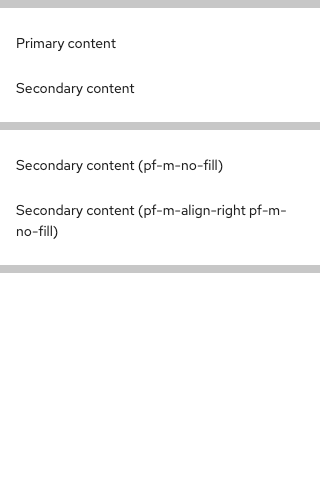 Primary content
Secondary content
Secondary content (pf-m-no-fill)
Secondary content (pf-m-align-right pf-m-
no-fill)